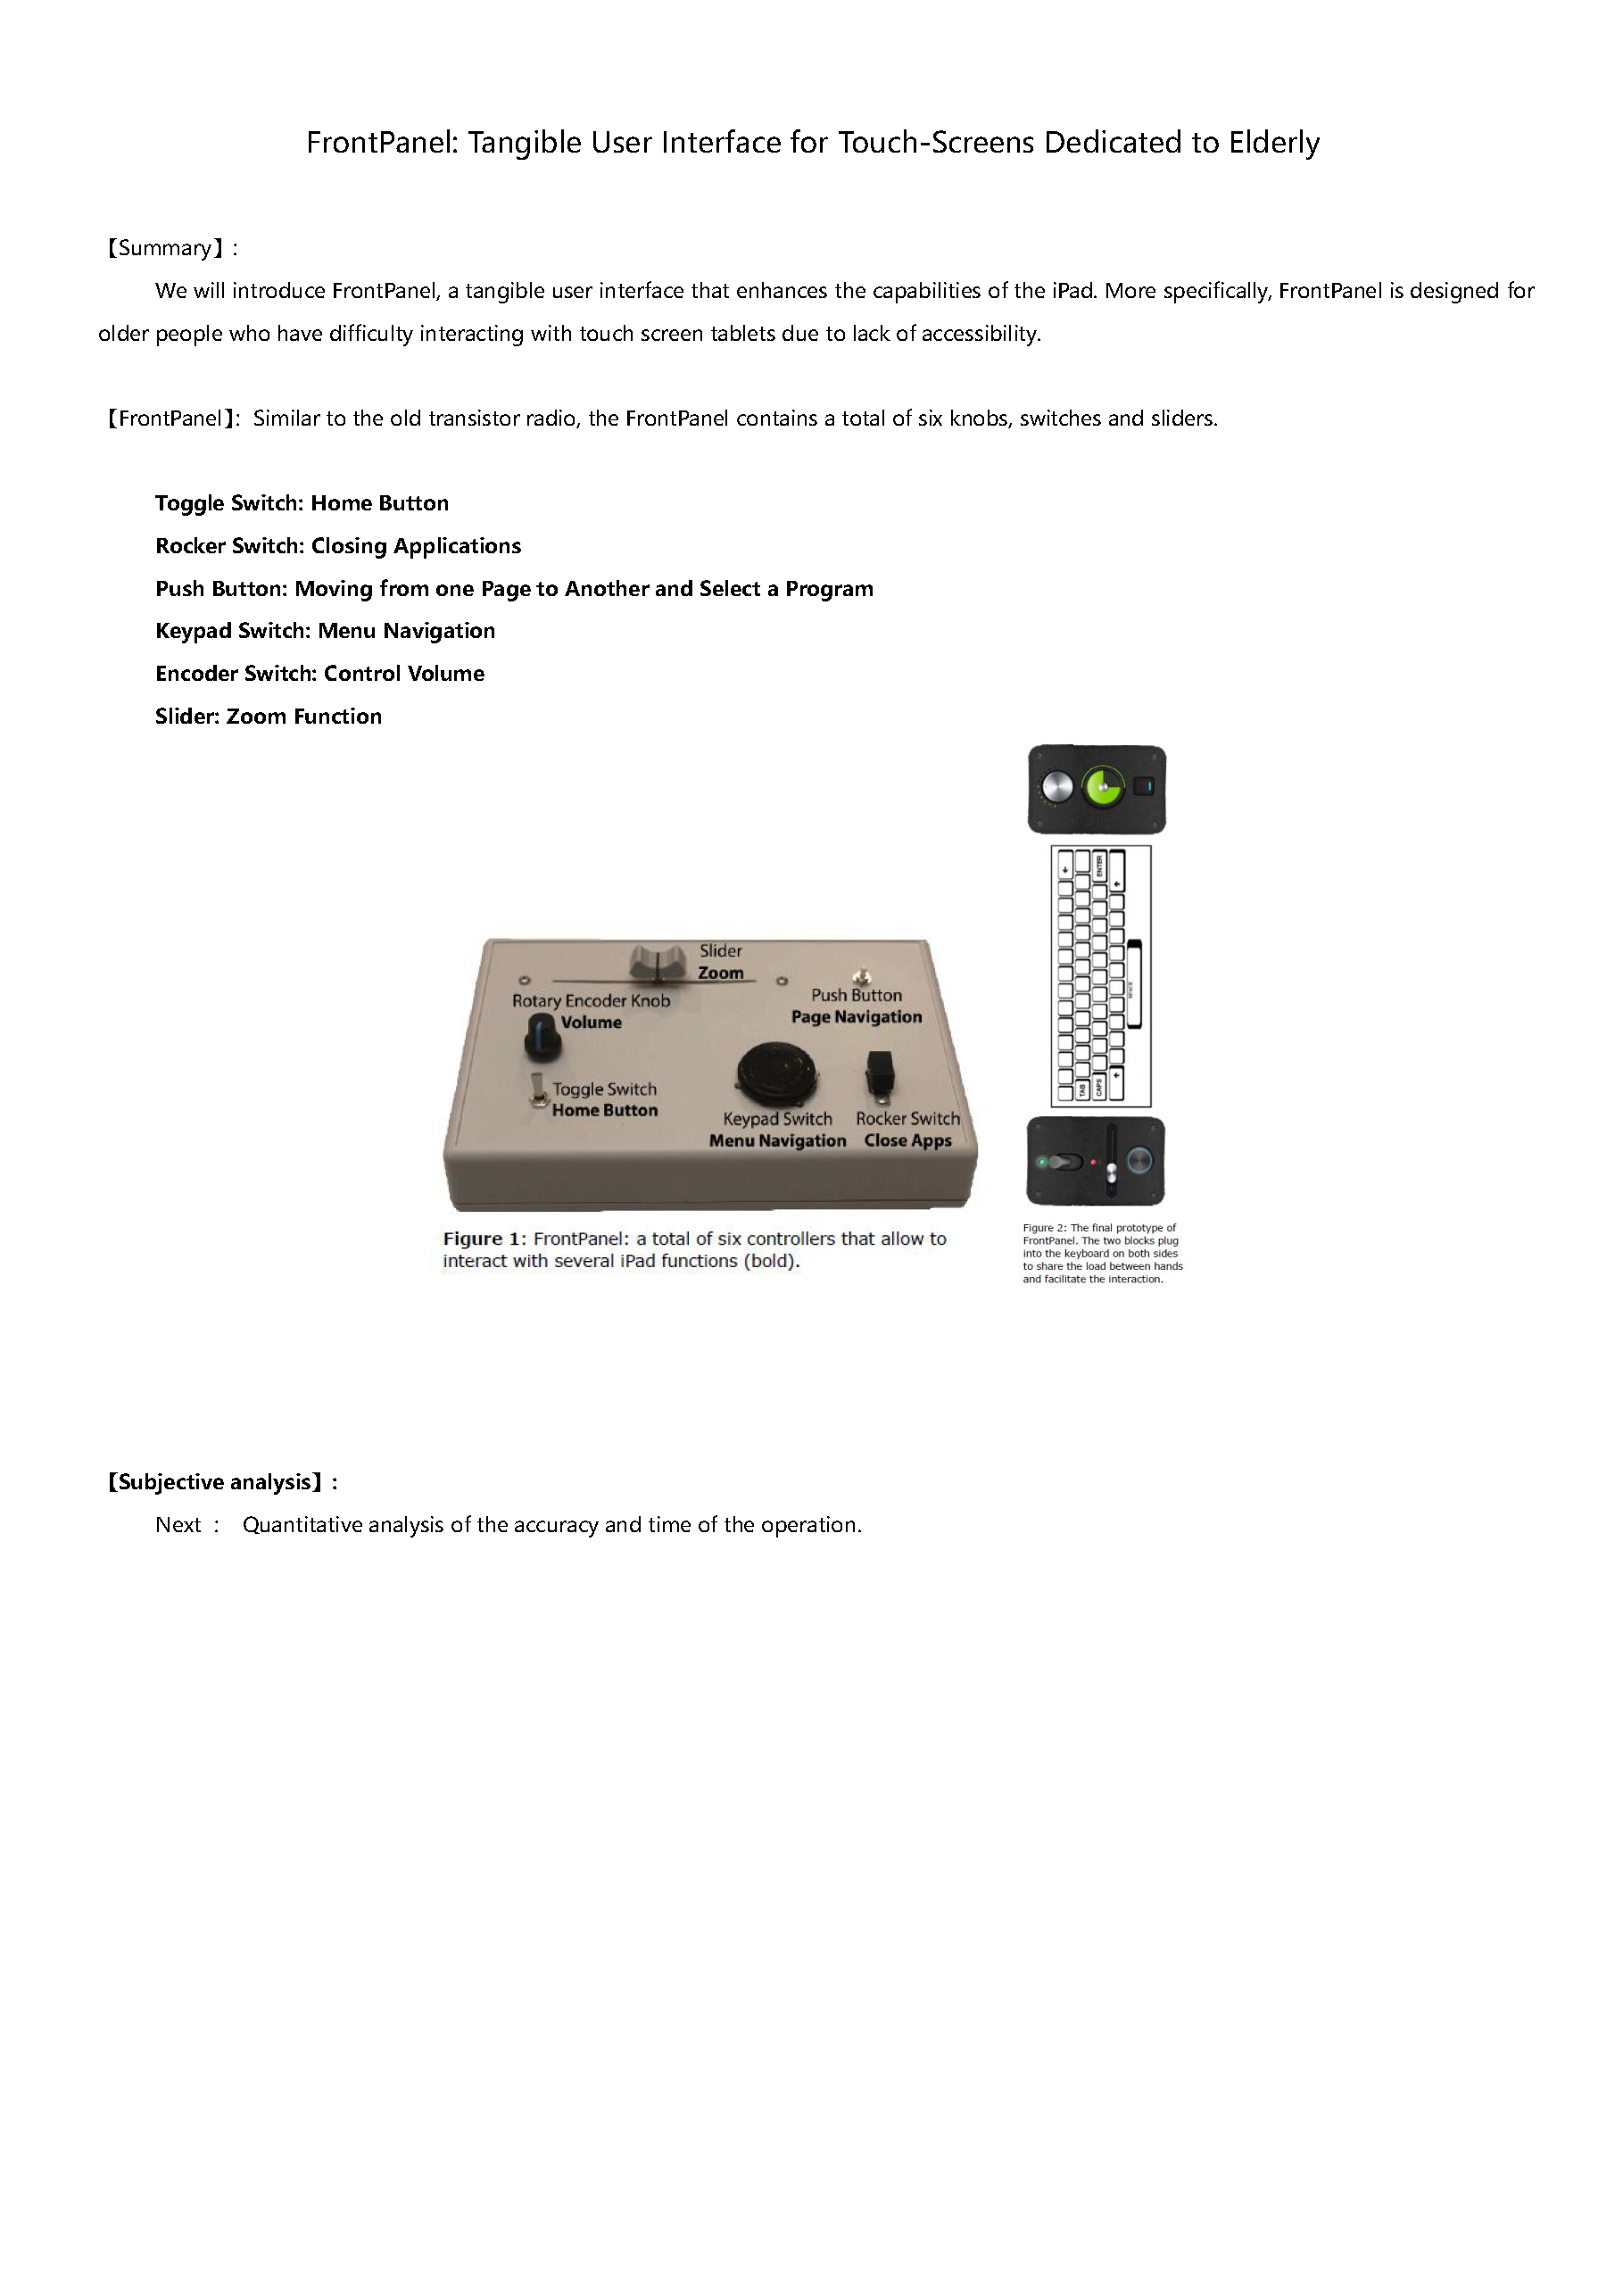 FrontPanel: Tangible User Interface for Touch-Screens Dedicated to Elderly
【Summary】:
We will introduce FrontPanel, a tangible user interface that enhances the capabilities of the iPad. More specifically, FrontPanel is designed for
older people who have difficulty interacting with touch screen tablets due to lack of accessibility.
【FrontPanel】: Similar to the old transistor radio, the FrontPanel contains a total of six knobs, switches and sliders.
Toggle Switch: Home Button
Rocker Switch: Closing Applications
Push Button: Moving from one Page to Another and Select a Program
Keypad Switch: Menu Navigation
Encoder Switch: Control Volume
Slider: Zoom Function
Slider
Zoom
Rotary Encoder Knob
Volume
Push Button
Page Navigation
Toggle Switch
Home Button
Keypad Switch
Menu Navigation
Rocker Switch
Close Apps
Figure 1: FrontPanel: a total of six controllers that allow to
interact with several iPad functions (bold).
ENTER
TAB
CAPS
Figure 2: The final prototype of
FrontPanel. The two blocks plug
into the keyboard on both sides
to share the load between hands
and facilitate the interaction.
【Subjective analysis】:
Next : Quantitative analysis of the accuracy and time of the operation.